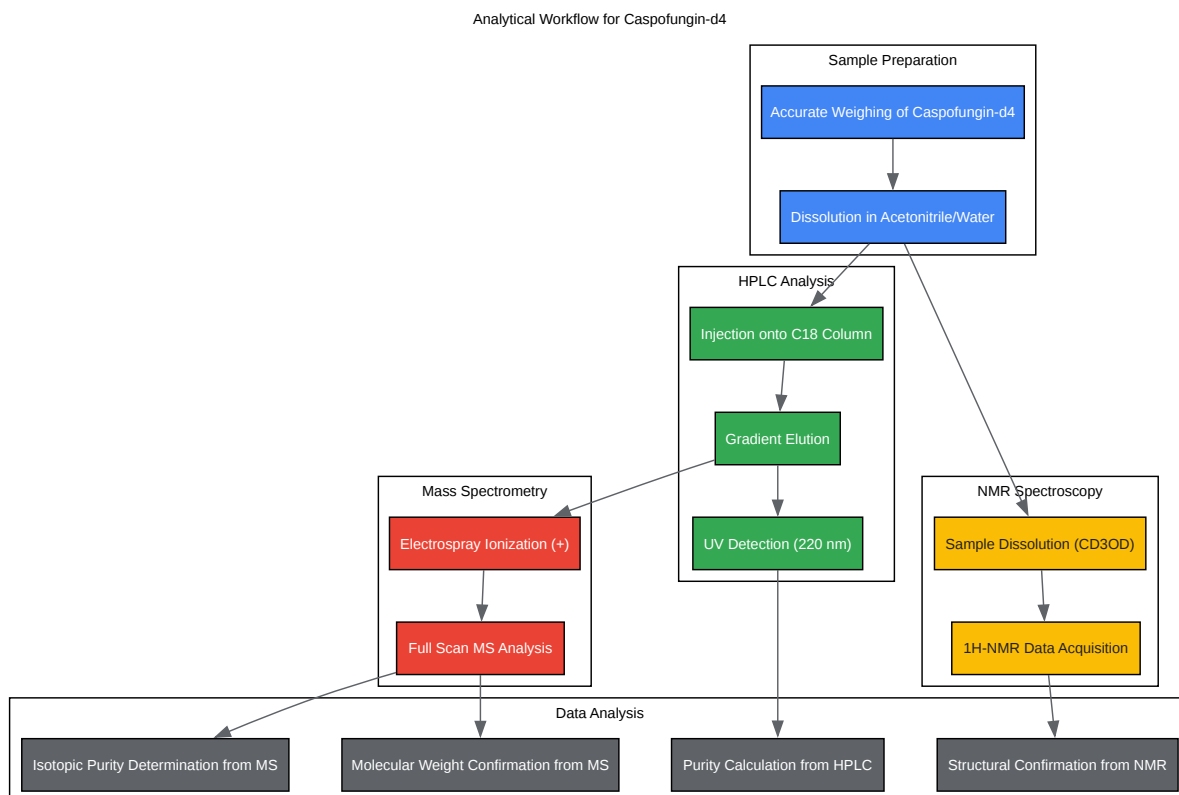 Analytical Workflow for Caspofungin-d4
Sample Preparation
Accurate Weighing of Caspofungin-d4
Dissolution in Acetonitrile/Water
HPLC Analysis
Injection onto C18 Column
Gradient Elution
Mass Spectrometry
NMR Spectroscopy
Electrospray Ionization (+)
UV Detection (220 nm)
Sample Dissolution (CD3OD)
Full Scan MS Analysis
1H-NMR Data Acquisition
Data Analysis
Isotopic Purity Determination from MS
Molecular Weight Confirmation from MS
Purity Calculation from HPLC
Structural Confirmation from NMR